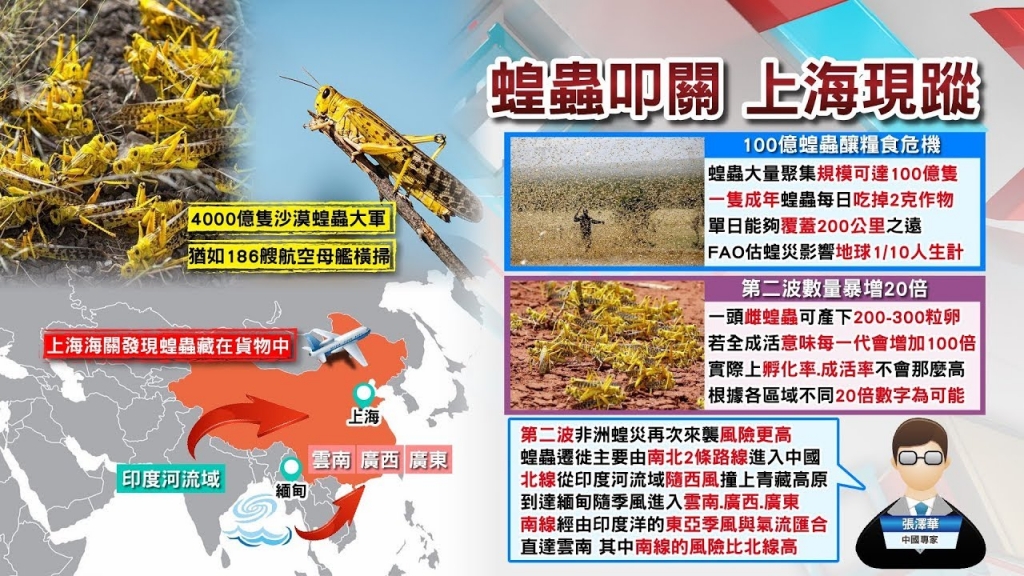 蝗蟲叩關 上海現蹤
4000億隻沙漠蝗蟲大軍
猶如186艘航空母艦橫掃
100億蝗蟲釀糧食危機
蝗蟲大量聚集規模可達100億隻
一隻成年蝗蟲每日吃掉2克作物
單日能夠覆蓋200公里之遠
FAO估蝗災影響地球1/10人生計
第二波數量暴增20倍
一頭雌蝗蟲可產下200-300粒卵
若全成活意味每一代會增加100倍
實際上孵化率.成活率不會那麼高
根據各區域不同20倍數字為可能
上海海關發現蝗蟲藏在貨物中
上海
雲南 廣西 廣東
印度河流域
緬甸
第二波非洲蝗災再次來襲風險更高
蝗蟲遷徙主要由南北2條路線進入中國
北線從印度河流域隨西風撞上青藏高原
到達緬甸隨季風進入雲南.廣西.廣東
南線經由印度洋的東亞季風與氣流匯合
直達雲南 其中南線的風險比北線高
張澤華
中國專家